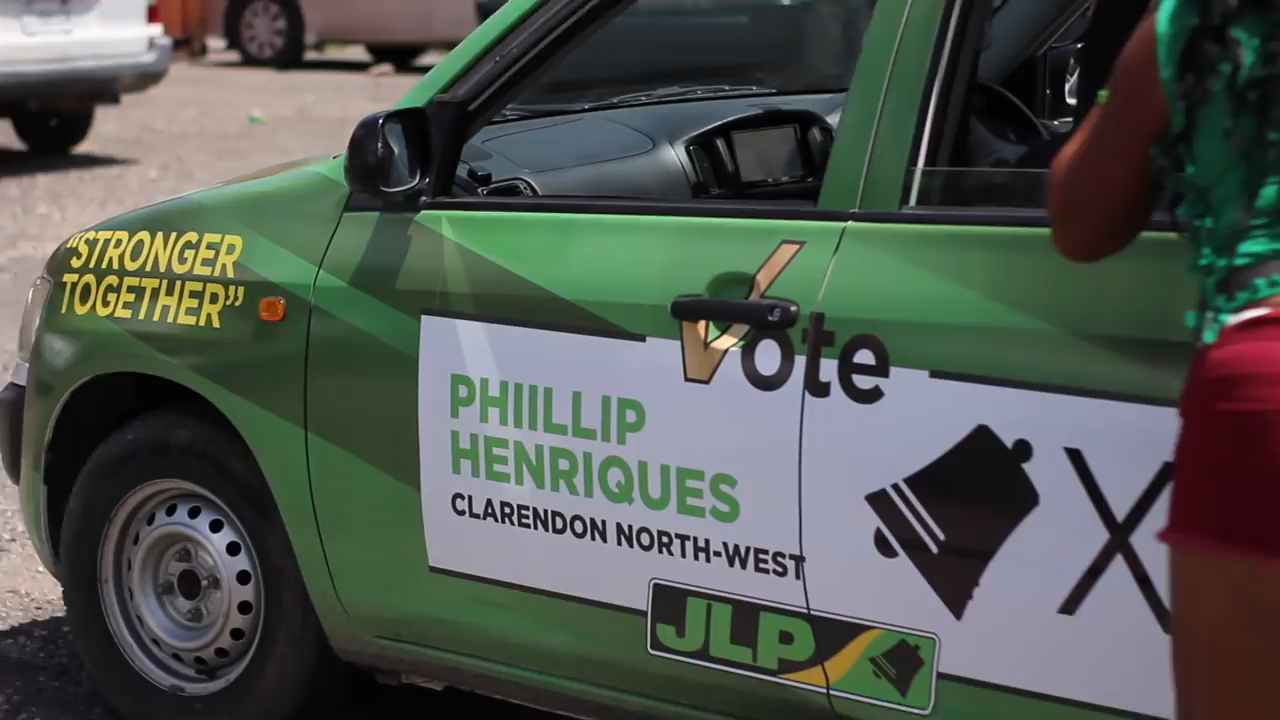 "STRONGER
TOGETHER"
Vote
PHIILLIP
HENRIQUES
CLARENDON NORTH-WEST
X
JLP